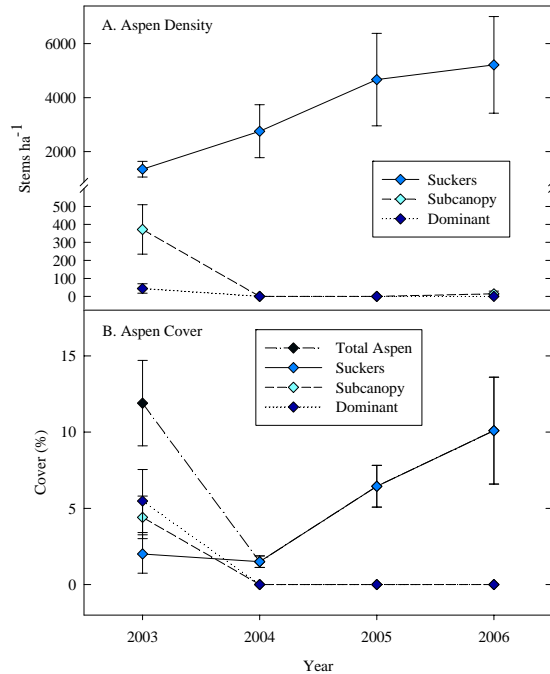 A. Aspen Density
6000
4000
2000
500
400
300
200
100
0
Stems ha-1
Suckers
Subcanopy
Dominant
B. Aspen Cover
Total Aspen
Suckers
Subcanopy
Dominant
15
10
5
0
Cover (%)
2003 2004 2005 2006
Year